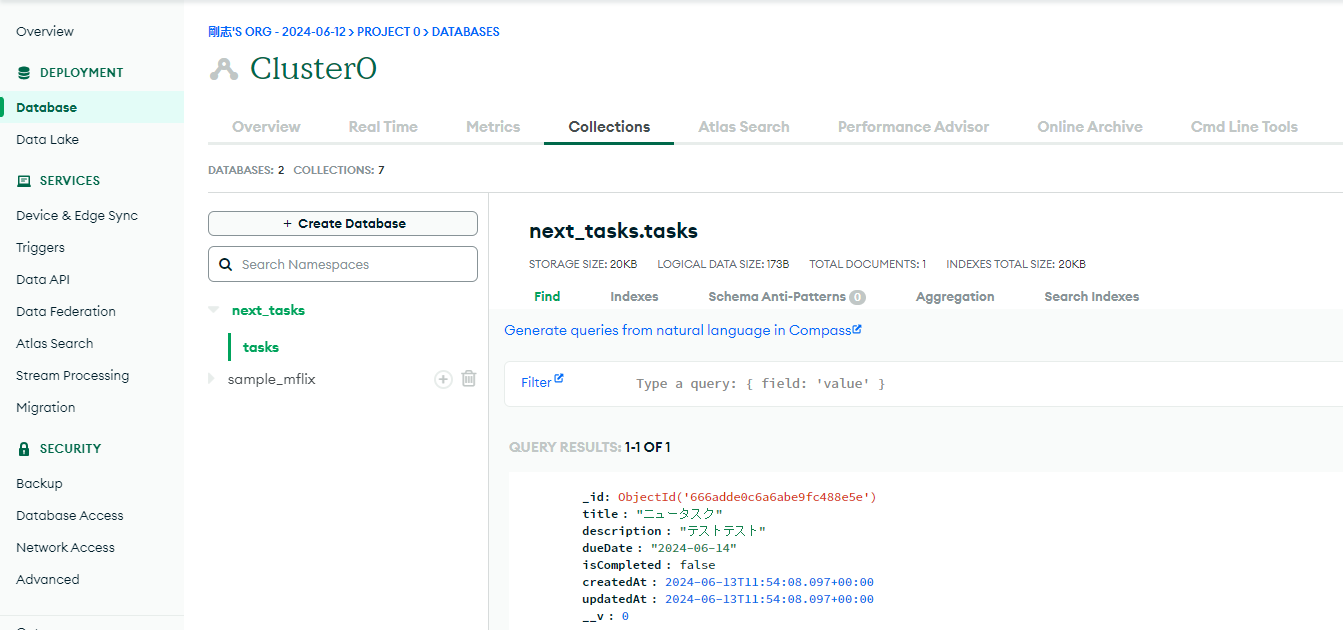 Overview
DEPLOYMENT
Database
Data Lake
SERVICES
Device & Edge Sync
Triggers
Data API
Data Federation
Atlas Search
Stream Processing
Migration
SECURITY
Backup
Database Access
Network Access
Advanced
剛志'S ORG - 2024-06-12 > PROJECT 0 > DATABASES
Cluster0
Overview Real Time Metrics Collections Atlas Search Performance Advisor Online Archive Cmd Line Tools
DATABASES: 2 COLLECTIONS: 7
+ Create Database
Search Namespaces
next_tasks
tasks
sample_mflix
next_tasks.tasks
STORAGE SIZE: 20KB LOGICAL DATA SIZE: 173B TOTAL DOCUMENTS: 1 INDEXES TOTAL SIZE: 20KB
Find Indexes Schema Anti-Patterns 0 Aggregation Search Indexes
Generate queries from natural language in Compass
Filter Type a query: { field: 'value' }
QUERY RESULTS: 1-1 OF 1
_id: ObjectId('666adde0c6a6abe9fc488e5e')
title : "ニュータスク"
description : "テストテスト"
dueDate : "2024-06-14"
isCompleted : false
createdAt : 2024-06-13T11:54:08.097+00:00
updatedAt : 2024-06-13T11:54:08.097+00:00
__v : 0